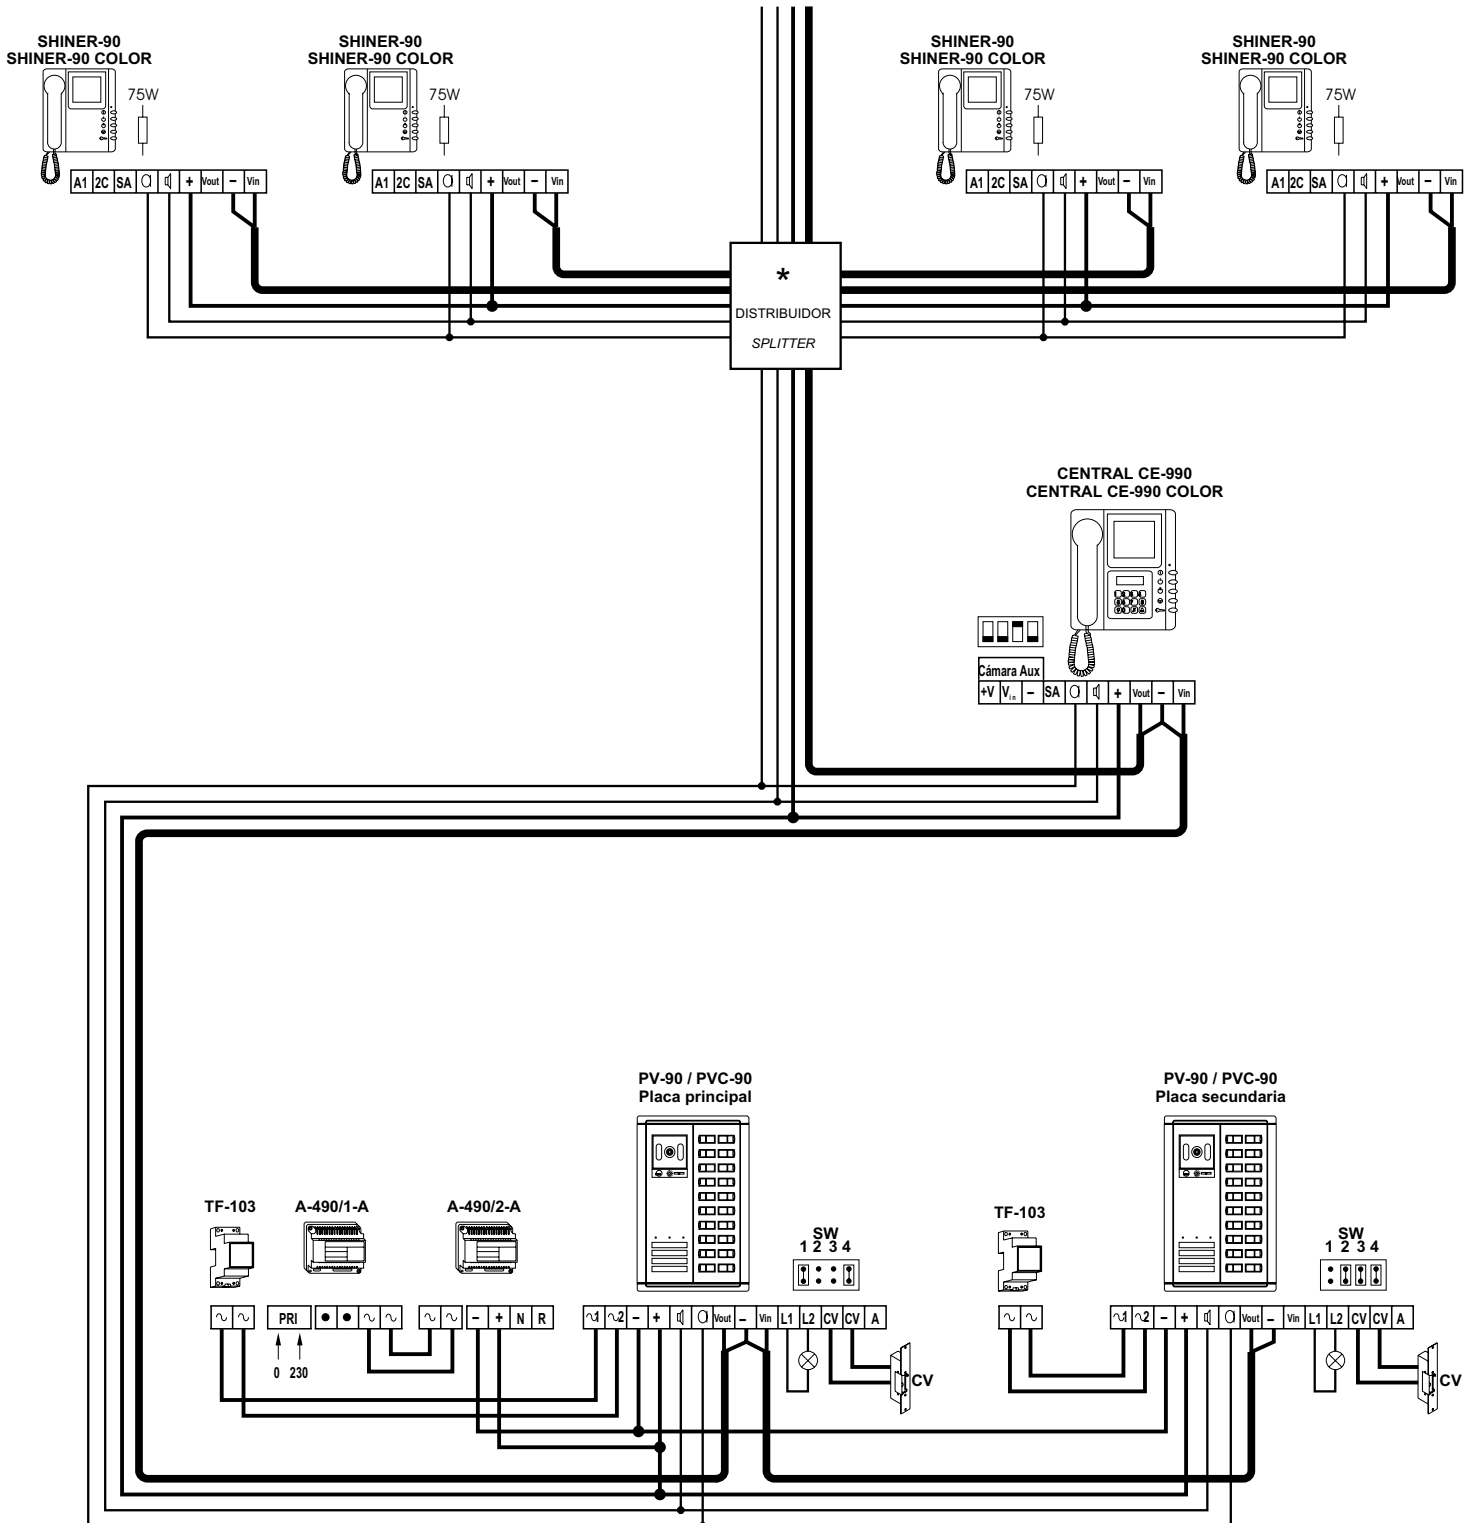 SHINER-90
SHINER-90 COLOR
SHINER-90
SHINER-90 COLOR
SHINER-90
SHINER-90 COLOR
SHINER-90
SHINER-90 COLOR
75W
75W
75W
75W
A1 2C SA + Vout – Vin
A1 2C SA + Vout – Vin
A1 2C SA + Vout – Vin
A1 2C SA + Vout – Vin
*
DISTRIBUIDOR
SPLITTER
CENTRAL CE-990
CENTRAL CE-990 COLOR
Cámara Aux
+V Vin – SA + Vout – Vin
PV-90 / PVC-90
Placa principal
PV-90 / PVC-90
Placa secundaria
TF-103
A-490/1-A
A-490/2-A
SW
1 2 3 4
TF-103
SW
1 2 3 4
~ ~
PRI
● ● ~ ~
~ ~
– + N R
~1 ~2 – + Vout – Vin L1 L2 CV CV A
~ ~
~1 ~2 – + Vout – Vin L1 L2 CV CV A
0 230
CV
CV